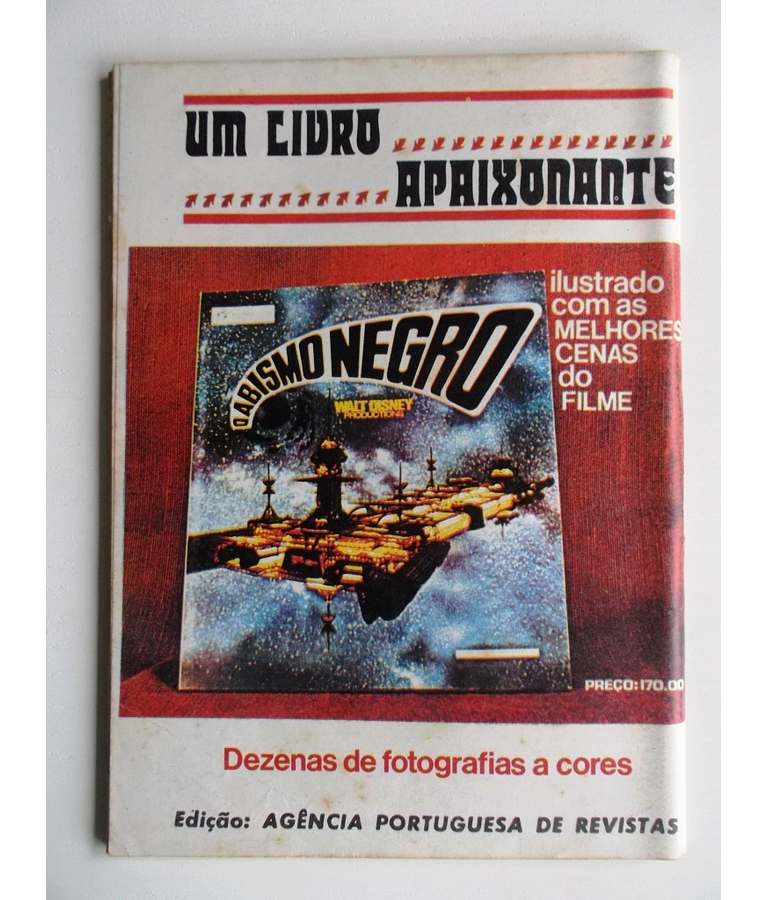 UM LIVRO
APAIXONANTE
ilustrado
com as
MELHORES
CENAS
do
FILME
O ABISMO NEGRO
WALT DISNEY
PRODUCTIONS
PREÇO: 170.00
Dezenas de fotografias a cores
Edição: AGÊNCIA PORTUGUESA DE REVISTAS